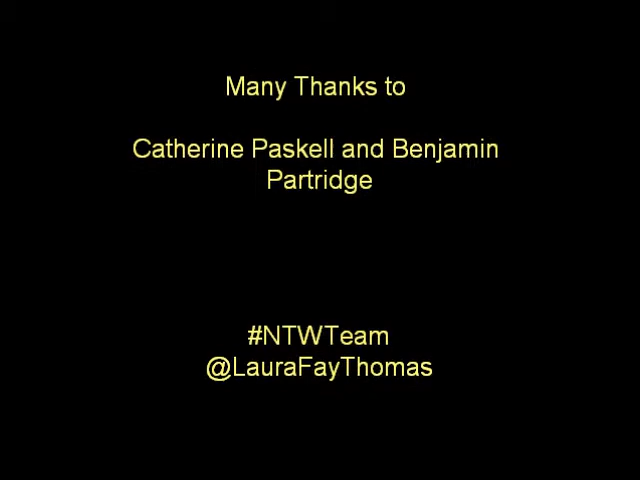 Many Thanks to
Catherine Paskell and Benjamin
Partridge
#NTWTeam
@LauraFayThomas